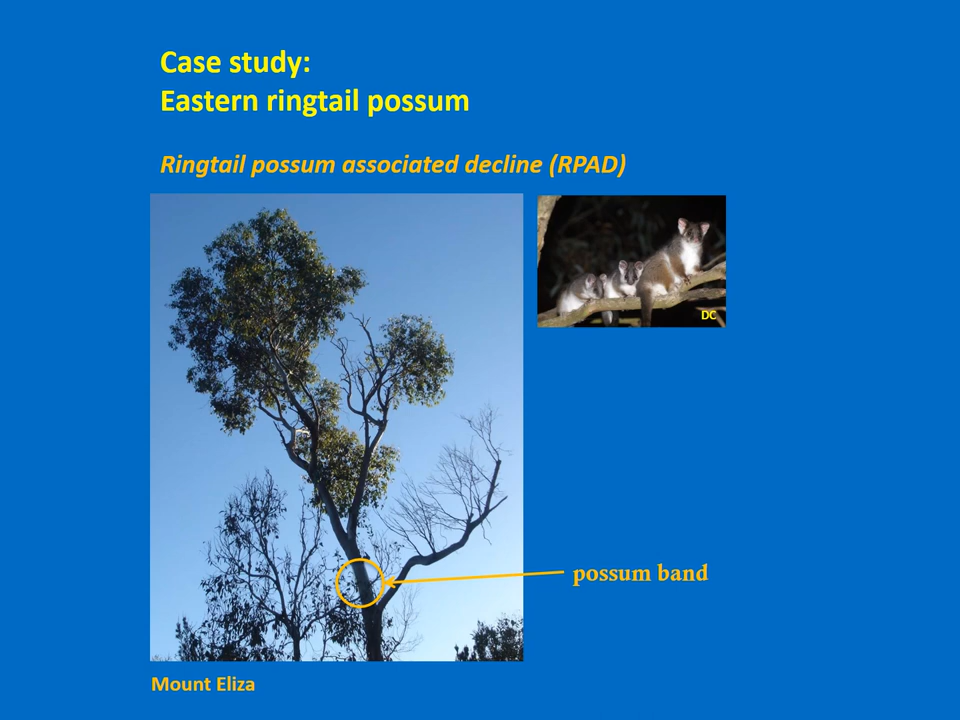 Case study:
Eastern ringtail possum
Ringtail possum associated decline (RPAD)
DC
possum band
Mount Eliza